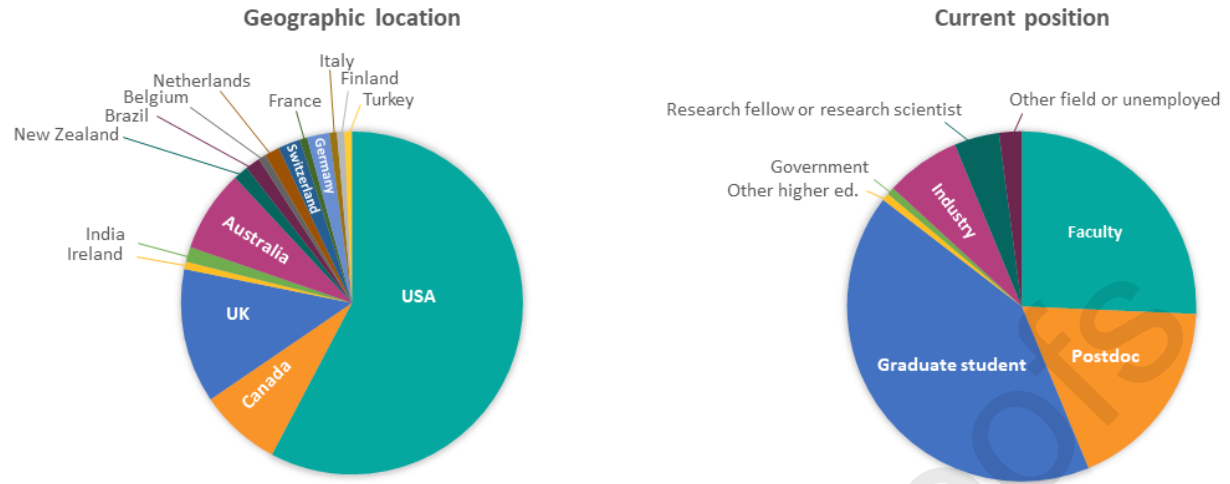 Geographic location
Italy
Finland
Netherlands
France
Turkey
Belgium
Brazil
New Zealand
Switzerland
Germany
Australia
India
Ireland
USA
UK
Canada
Current position
Research fellow or research scientist
Other field or unemployed
Government
Other higher ed.
Industry
Faculty
Postdoc
Graduate student